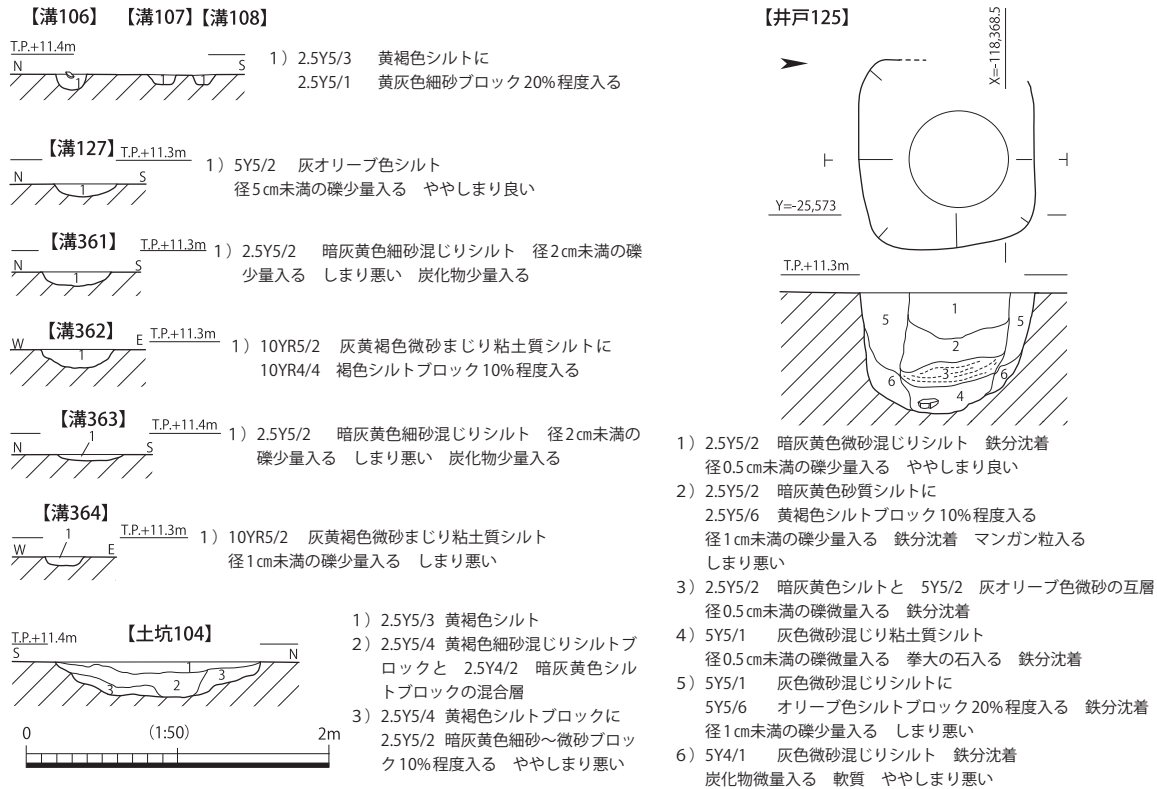 【溝106】 【溝107】【溝108】
T.P.+11.4m
N S
1
1
1
1）2.5Y5/3 黄褐色シルトに
2.5Y5/1 黄灰色細砂ブロック20%程度入る
【溝127】
T.P.+11.3m
N S
1
1）5Y5/2 灰オリーブ色シルト
径5㎝未満の礫少量入る ややしまり良い
【溝361】
T.P.+11.3m
N S
1
1）2.5Y5/2 暗灰黄色細砂混じりシルト 径2㎝未満の礫
少量入る しまり悪い 炭化物少量入る
【溝362】
T.P.+11.3m
W E
1
1）10YR5/2 灰黄褐色微砂まじり粘土質シルトに
10YR4/4 褐色シルトブロック10%程度入る
【溝363】
T.P.+11.4m
N S
1
1）2.5Y5/2 暗灰黄色細砂混じりシルト 径2㎝未満の
礫少量入る しまり悪い 炭化物少量入る
【溝364】
T.P.+11.3m
W E
1
1）10YR5/2 灰黄褐色微砂まじり粘土質シルト
径1㎝未満の礫少量入る しまり悪い
【土坑104】
T.P.+11.4m
S N
1
3 2 3
1）2.5Y5/3 黄褐色シルト
2）2.5Y5/4 黄褐色細砂混じりシルトブ
ロックと 2.5Y4/2 暗灰黄色シル
トブロックの混合層
3）2.5Y5/4 黄褐色シルトブロックに
2.5Y5/2 暗灰黄色細砂～微砂ブロッ
ク10%程度入る ややしまり悪い
0 (1:50) 2m
【井戸125】
X=-118,368.5
Y=-25,573
T.P.+11.3m
1
5 5
2
3
6 6
4
1）2.5Y5/2 暗灰黄色微砂混じりシルト 鉄分沈着
径0.5㎝未満の礫少量入る ややしまり良い
2）2.5Y5/2 暗灰黄色砂質シルトに
2.5Y5/6 黄褐色シルトブロック10%程度入る
径1㎝未満の礫少量入る 鉄分沈着 マンガン粒入る
しまり悪い
3）2.5Y5/2 暗灰黄色シルトと 5Y5/2 灰オリーブ色微砂の互層
径0.5㎝未満の礫微量入る 鉄分沈着
4）5Y5/1 灰色微砂混じり粘土質シルト
径0.5㎝未満の礫微量入る 拳大の石入る 鉄分沈着
5）5Y5/1 灰色微砂混じりシルトに
5Y5/6 オリーブ色シルトブロック20%程度入る 鉄分沈着
径1㎝未満の礫少量入る しまり悪い
6）5Y4/1 灰色微砂混じりシルト 鉄分沈着
炭化物微量入る 軟質 ややしまり悪い